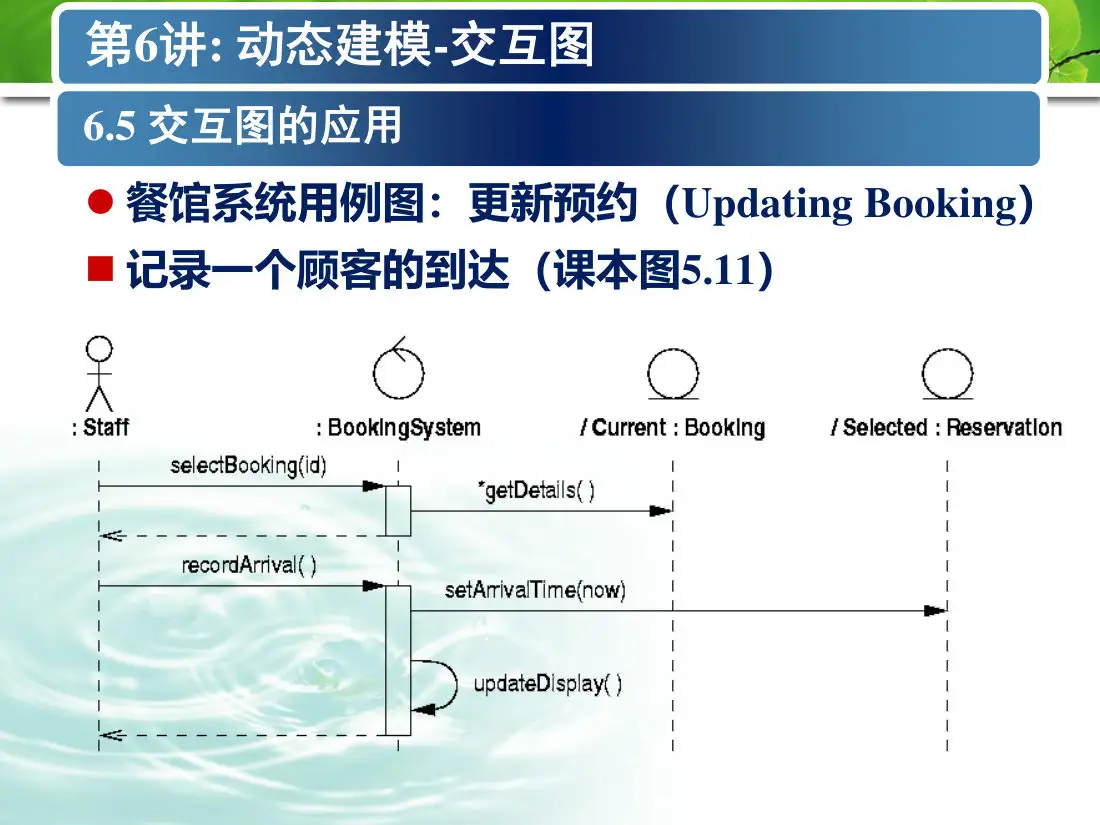 第6讲: 动态建模-交互图
6.5 交互图的应用
餐馆系统用例图：更新预约（Updating Booking）
记录一个顾客的到达（课本图5.11）
: Staff
: BookingSystem
/ Current : Booking
/ Selected : Reservation
selectBooking(id)
*getDetails( )
recordArrival( )
setArrivalTime(now)
updateDisplay( )